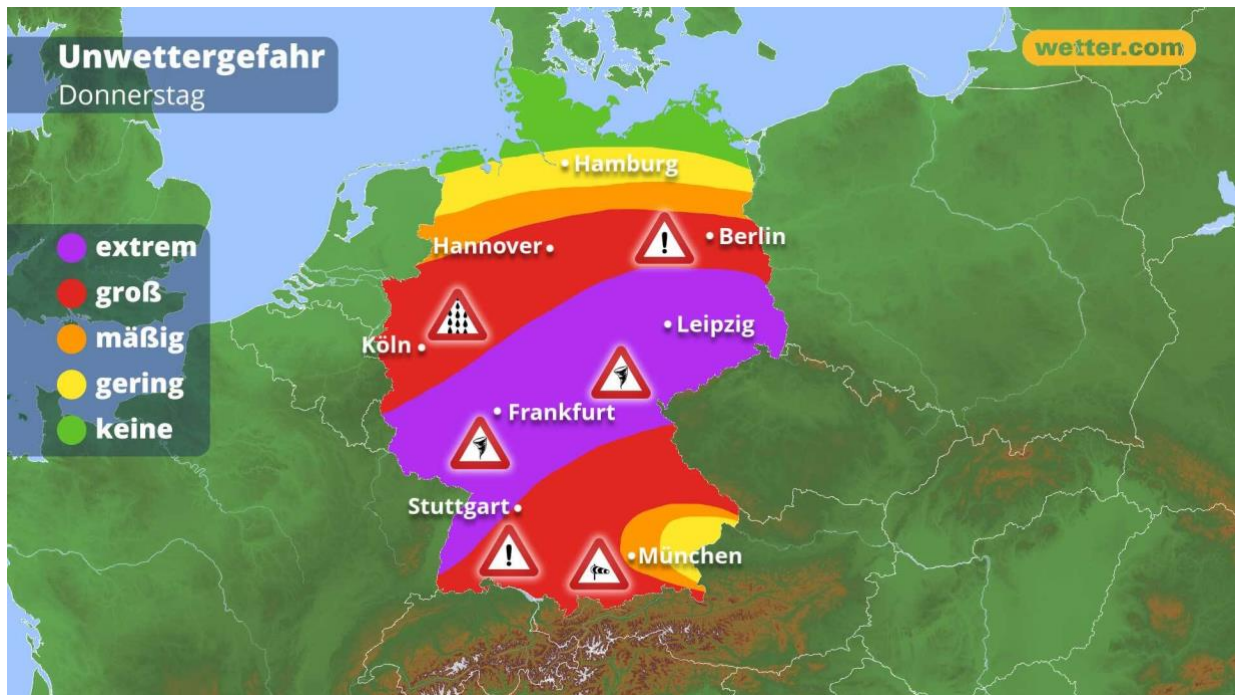 Unwettergefahr
Donnerstag
wetter.com
Hamburg
Hannover
Berlin
extrem
groß
mäßig
gering
keine
Leipzig
Köln
Frankfurt
Stuttgart
München
!
!